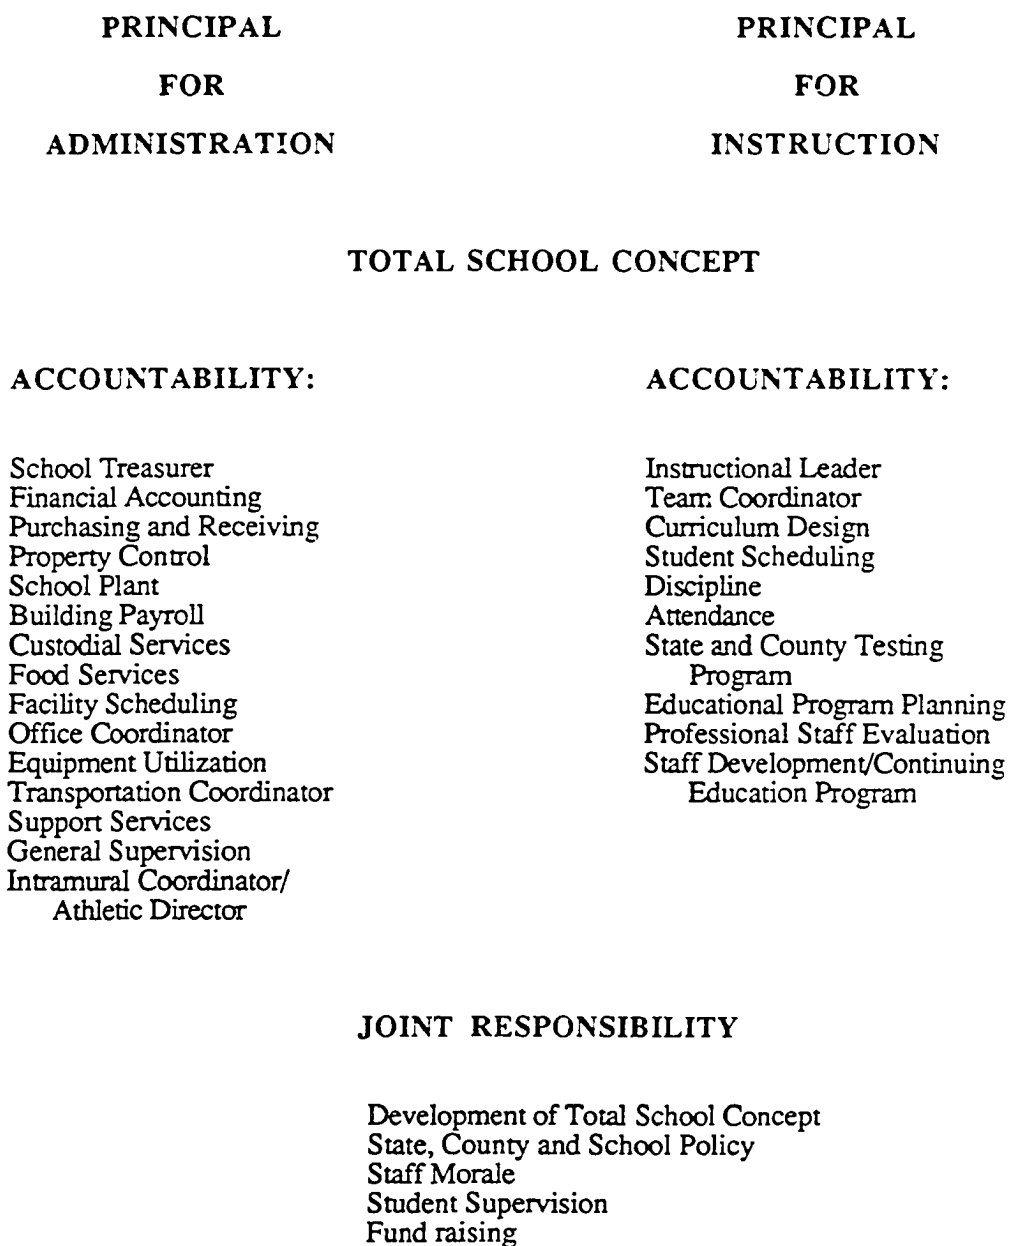 PRINCIPAL
FOR
ADMINISTRATION
PRINCIPAL
FOR
INSTRUCTION
TOTAL SCHOOL CONCEPT
ACCOUNTABILITY:
School Treasurer
Financial Accounting
Purchasing and Receiving
Property Control
School Plant
Building Payroll
Custodial Services
Food Services
Facility Scheduling
Office Coordinator
Equipment Utilization
Transportation Coordinator
Support Services
General Supervision
Intramural Coordinator/
Athletic Director
ACCOUNTABILITY:
Instructional Leader
Team Coordinator
Curriculum Design
Student Scheduling
Discipline
Attendance
State and County Testing
Program
Educational Program Planning
Professional Staff Evaluation
Staff Development/Continuing
Education Program
JOINT RESPONSIBILITY
Development of Total School Concept
State, County and School Policy
Staff Morale
Student Supervision
Fund raising